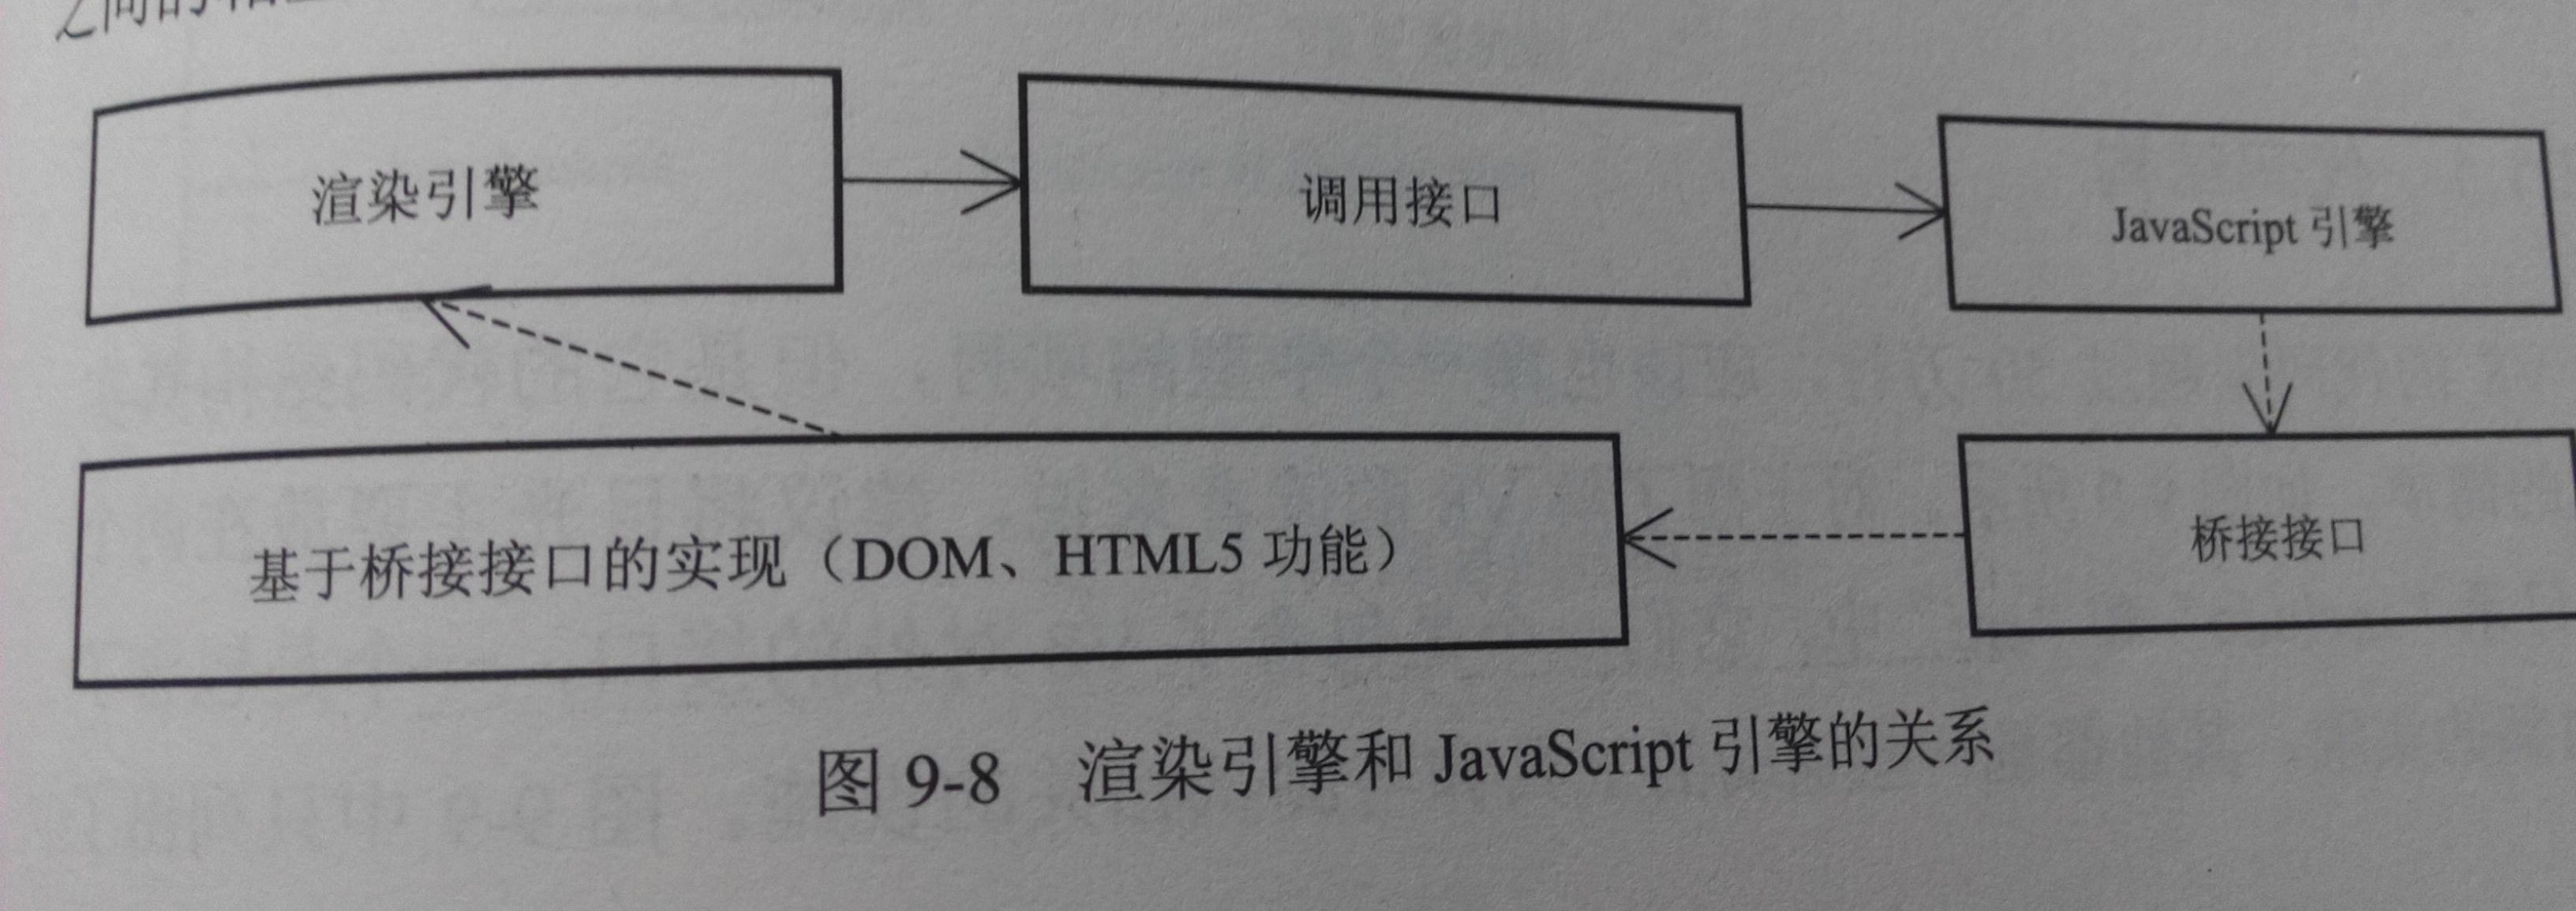 之间的
渲染引擎
调用接口
JavaScript 引擎
基于桥接接口的实现（DOM、HTML5 功能）
桥接接口
图 9-8 渲染引擎和 JavaScript 引擎的关系